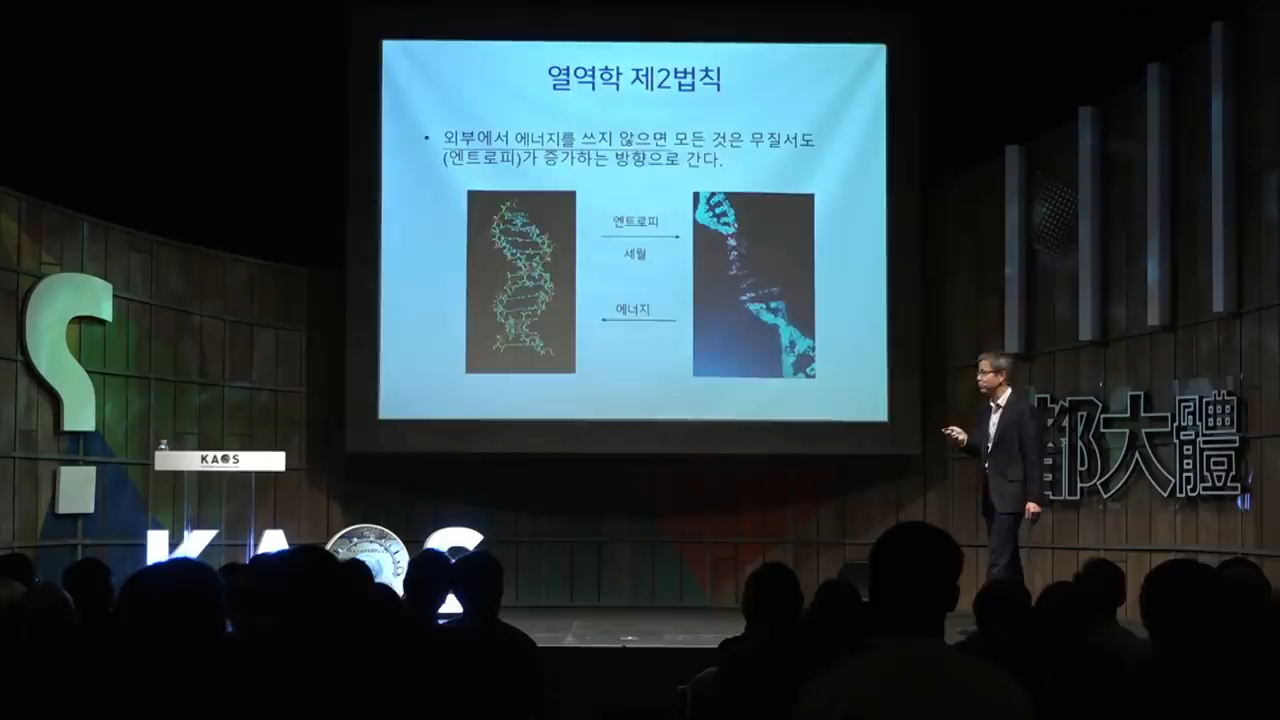 열역학 제2법칙
• 외부에서 에너지를 쓰지 않으면 모든 것은 무질서도
(엔트로피)가 증가하는 방향으로 간다.
엔트로피
세월
에너지
都大體
KAOS
KAOS
?